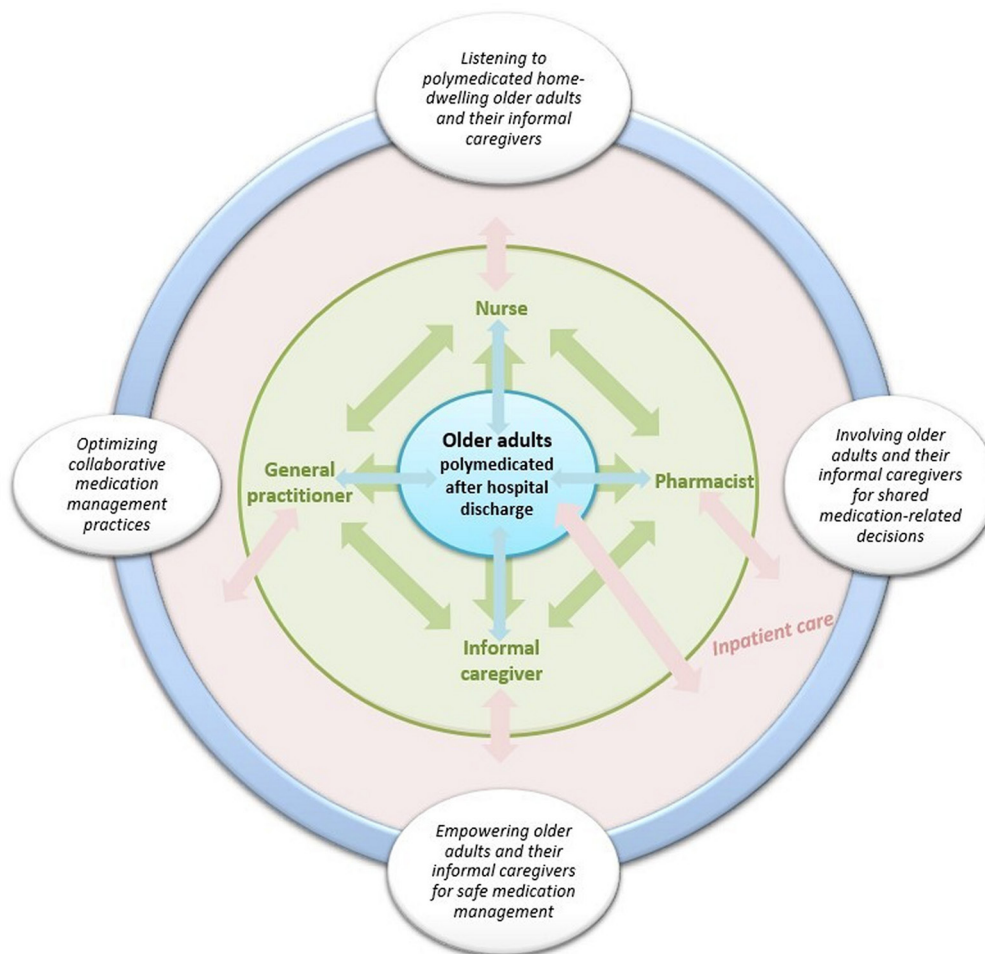 Listening to
polymedicated home-
dwelling older adults
and their informal
caregivers
Nurse
Optimizing
collaborative
medication
management
practices
General
practitioner
Older adults
polymedicated
after hospital
discharge
Pharmacist
Involving older
adults and their
informal caregivers
for shared
medication-related
decisions
Informal
caregiver
Inpatient care
Empowering older
adults and their
informal caregivers
for safe medication
management